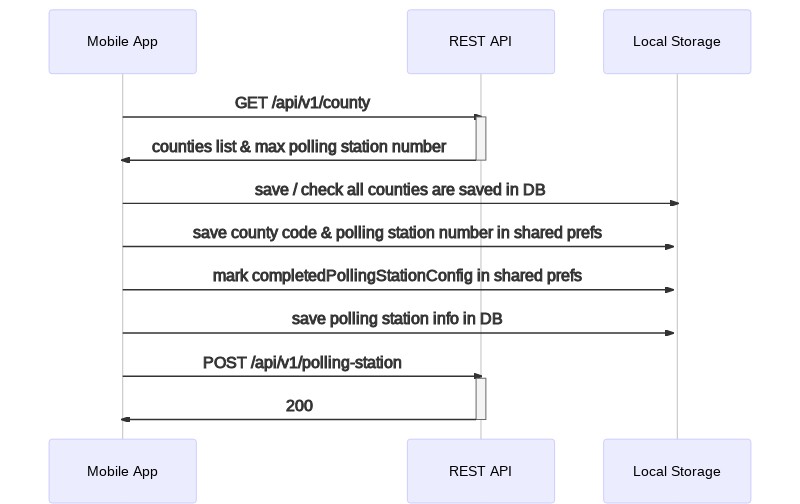 Mobile App
REST API
Local Storage
GET /api/v1/county
counties list & max polling station number
save / check all counties are saved in DB
save county code & polling station number in shared prefs
mark completedPollingStationConfig in shared prefs
save polling station info in DB
POST /api/v1/polling-station
200
Mobile App
REST API
Local Storage